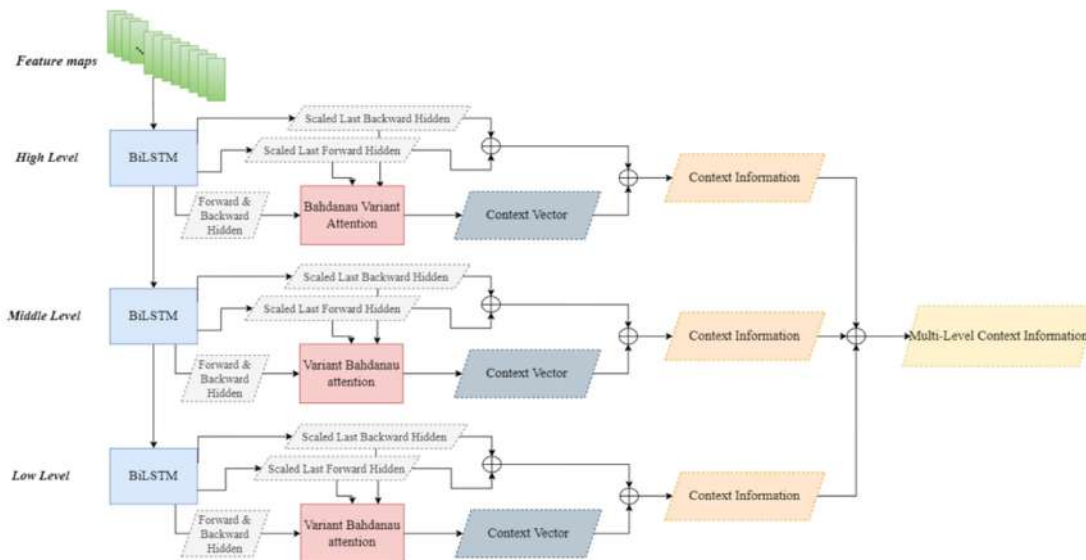 Feature maps
...
High Level
BiLSTM
Scaled Last Backward Hidden
Scaled Last Forward Hidden
Forward &
Backward
Hidden
Bahdanau Variant
Attention
Context Vector
Context Information
Middle Level
BiLSTM
Scaled Last Backward Hidden
Scaled Last Forward Hidden
Forward &
Backward
Hidden
Variant Bahdanau
attention
Context Vector
Context Information
Multi-Level Context Information
Low Level
BiLSTM
Scaled Last Backward Hidden
Scaled Last Forward Hidden
Forward &
Backward
Hidden
Variant Bahdanau
attention
Context Vector
Context Information